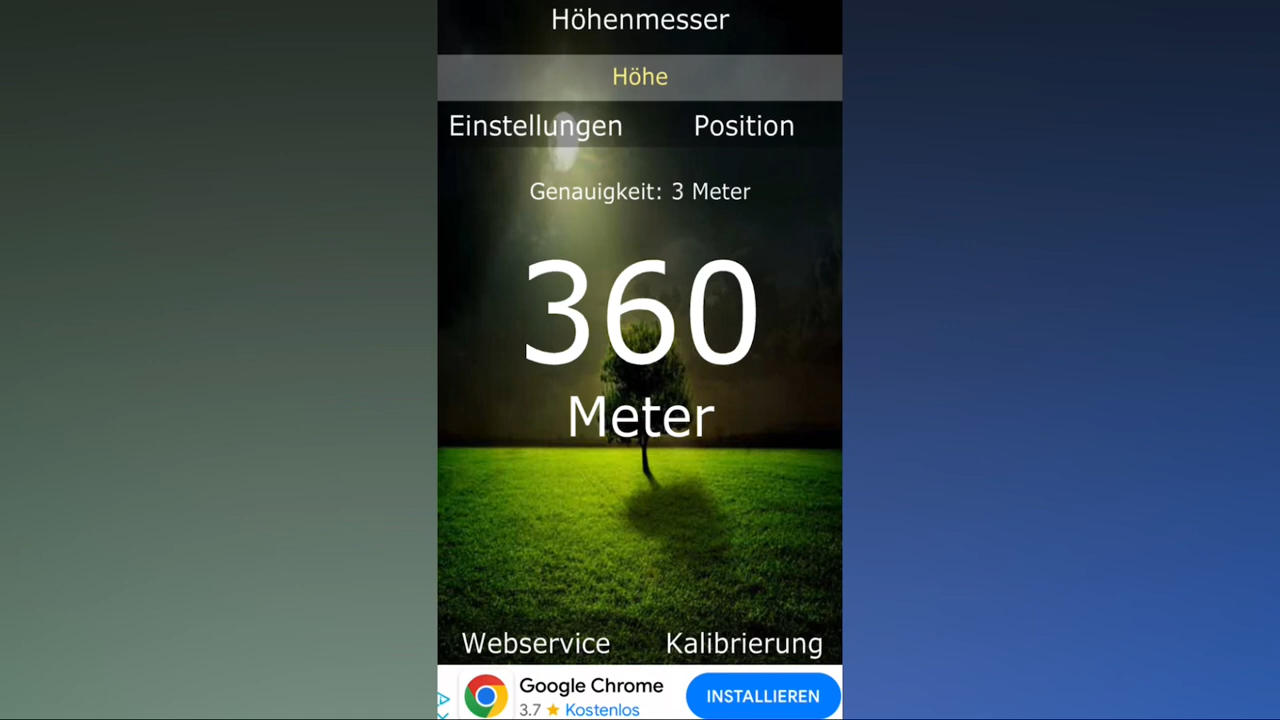 Höhenmesser
Höhe
Einstellungen Position
Genauigkeit: 3 Meter
360
Meter
Webservice Kalibrierung
Google Chrome
3.7 ★ Kostenlos
INSTALLIEREN